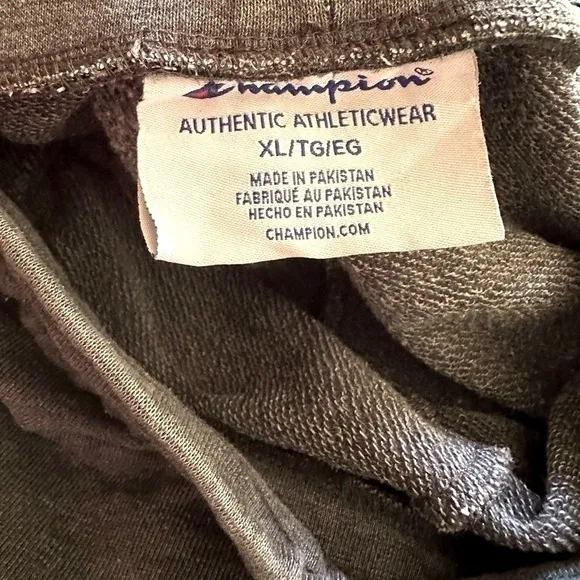 Champion®
AUTHENTIC ATHLETICWEAR
XL/TG/EG
MADE IN PAKISTAN
FABRIQUÉ AU PAKISTAN
HECHO EN PAKISTAN
CHAMPION.COM